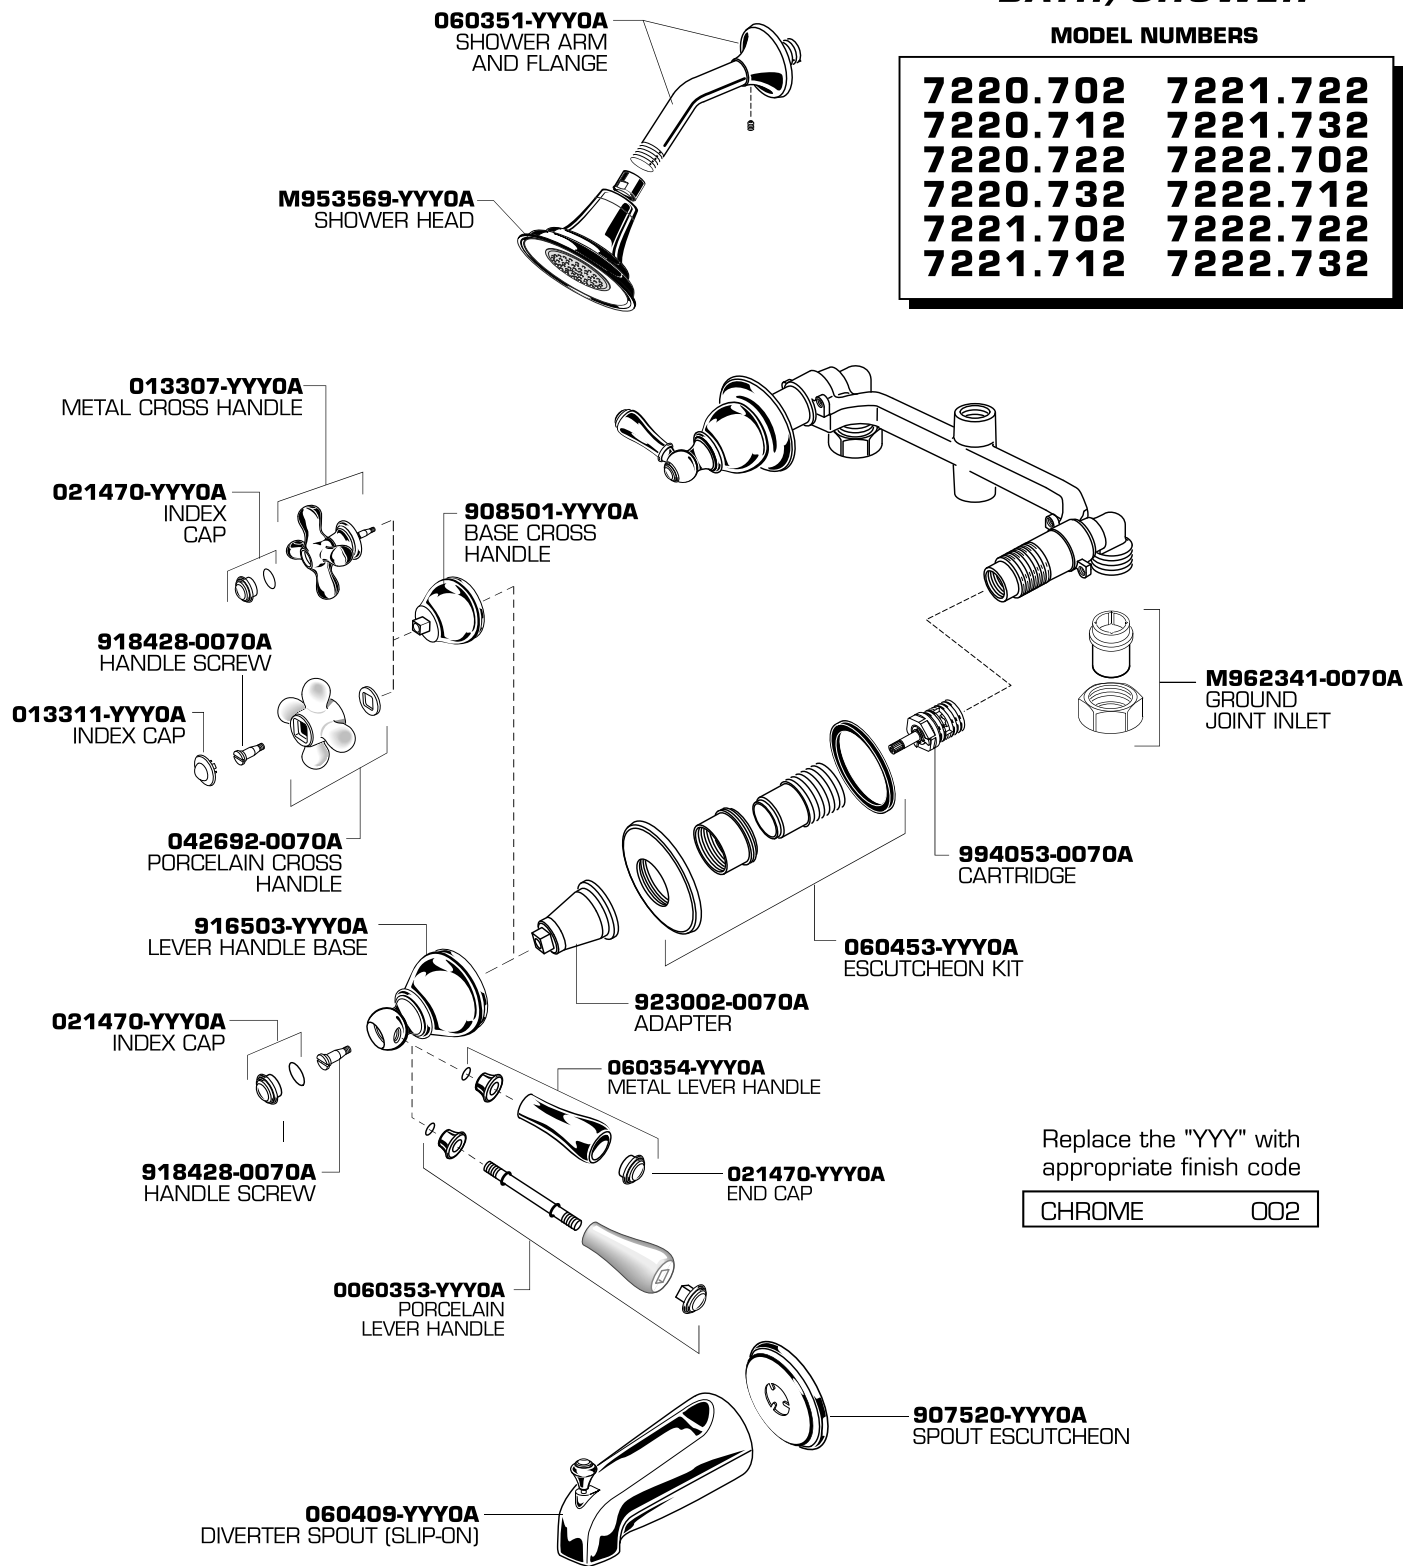 BATH/SHOWER
MODEL NUMBERS
7220.702 7221.722
7220.712 7221.732
7220.722 7222.702
7220.732 7222.712
7221.702 7222.722
7221.712 7222.732
060351-YYY0A
SHOWER ARM
AND FLANGE
M953569-YYY0A
SHOWER HEAD
013307-YYY0A
METAL CROSS HANDLE
021470-YYY0A
INDEX
CAP
908501-YYY0A
BASE CROSS
HANDLE
918428-0070A
HANDLE SCREW
013311-YYY0A
INDEX CAP
M962341-0070A
GROUND
JOINT INLET
042692-0070A
PORCELAIN CROSS
HANDLE
994053-0070A
CARTRIDGE
916503-YYY0A
LEVER HANDLE BASE
060453-YYY0A
ESCUTCHEON KIT
923002-0070A
ADAPTER
021470-YYY0A
INDEX CAP
060354-YYY0A
METAL LEVER HANDLE
918428-0070A
HANDLE SCREW
021470-YYY0A
END CAP
Replace the "YYY" with
appropriate finish code
CHROME 002
0060353-YYY0A
PORCELAIN
LEVER HANDLE
907520-YYY0A
SPOUT ESCUTCHEON
060409-YYY0A
DIVERTER SPOUT (SLIP-ON)